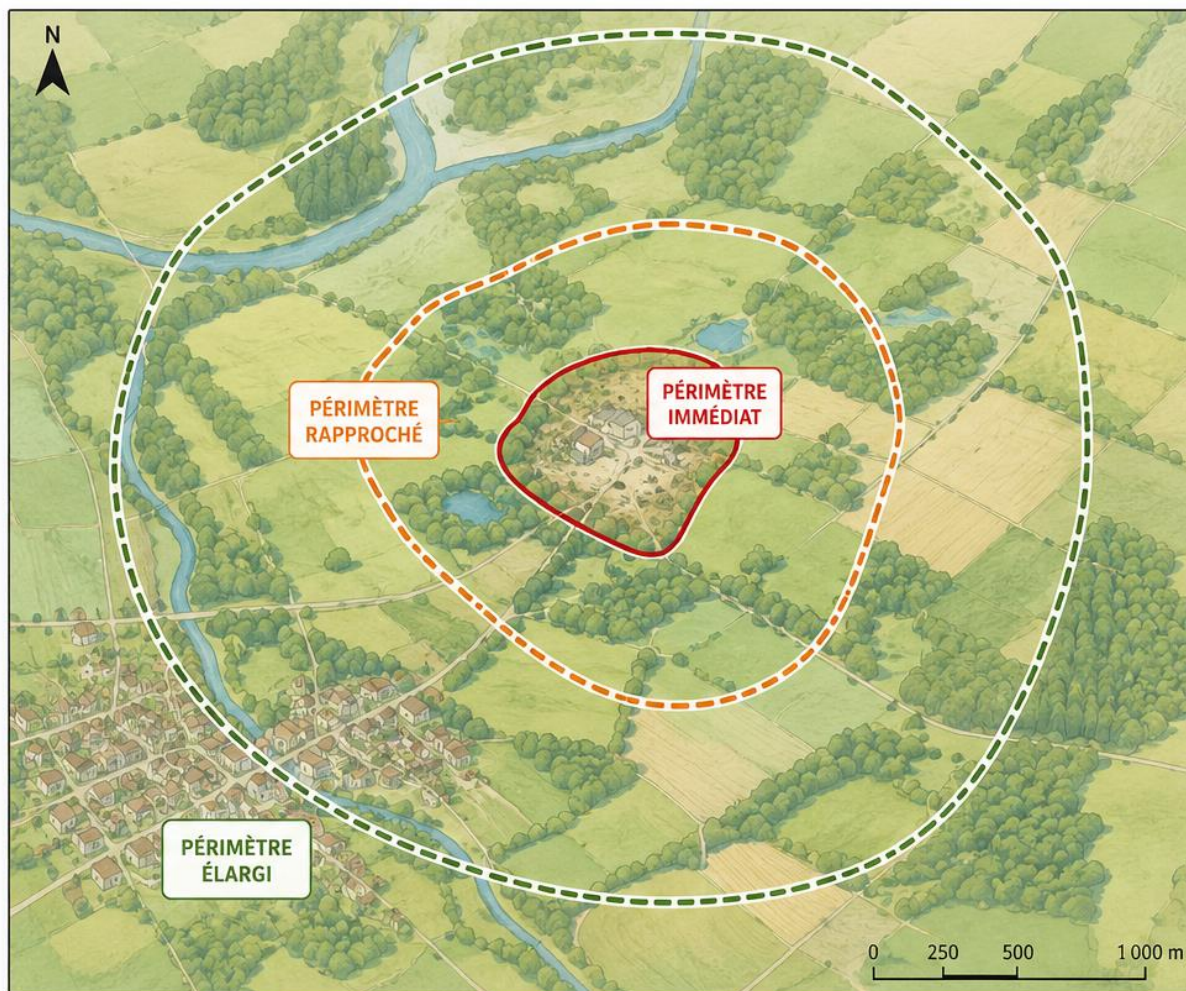 N
PÉRIMÈTRE
RAPPROCHÉ
PÉRIMÈTRE
IMMÉDIAT
PÉRIMÈTRE
ÉLARGI
0 250 500 1 000 m